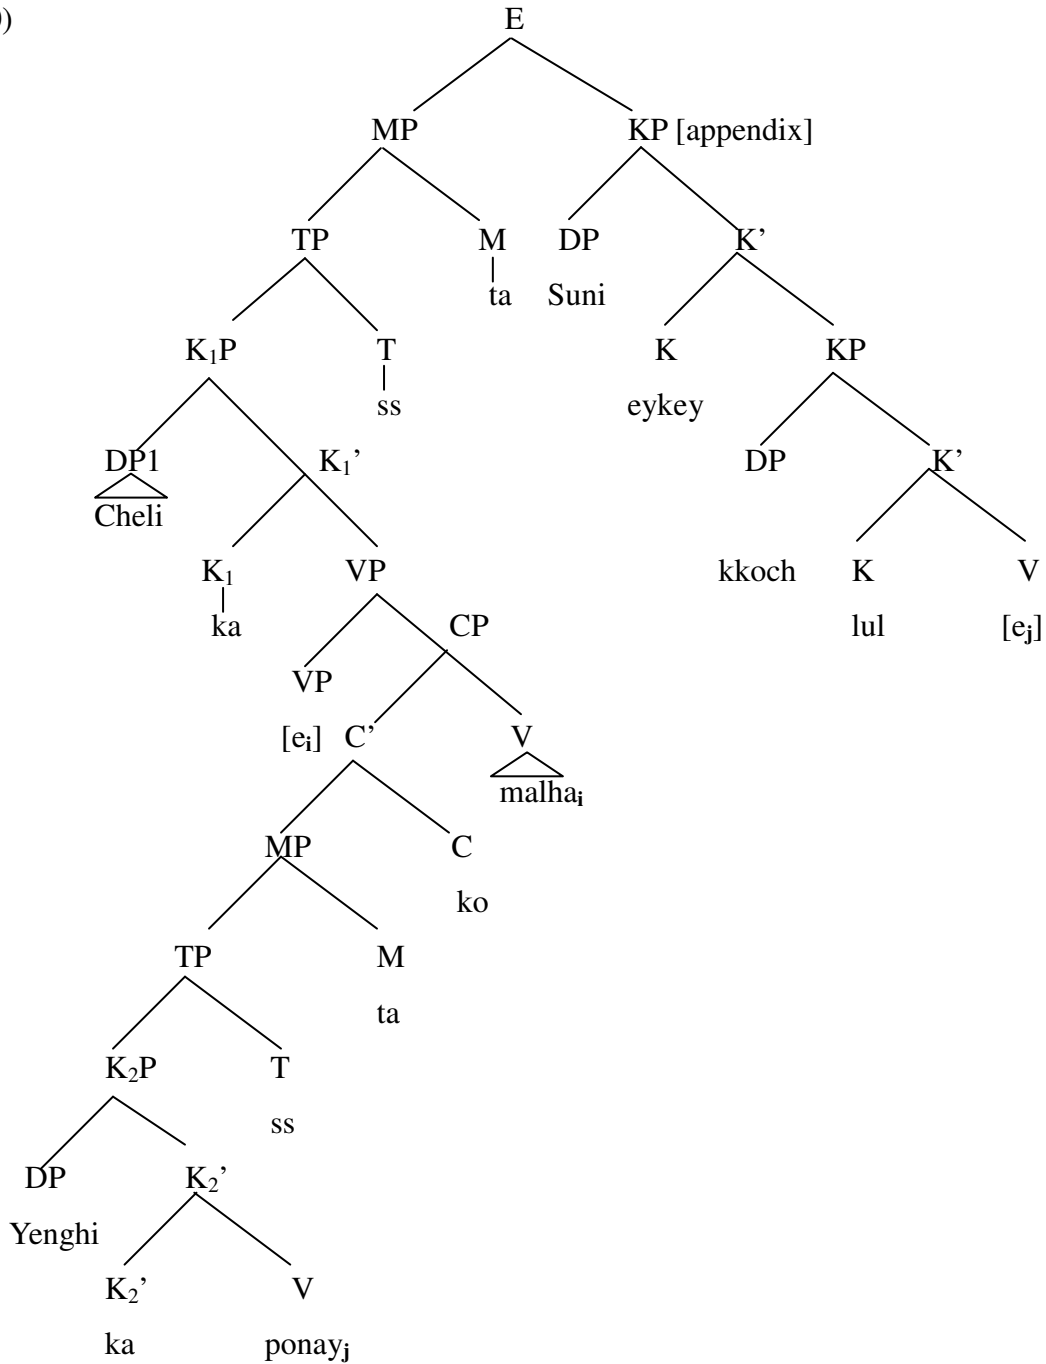 )
E
MP KP [appendix]
TP M DP K’
ta Suni
K₁P T K KP
ss eykey
DP1 K₁’ DP K’
Cheli
K₁ VP kkoch K V
ka CP lul [eⱼ]
VP
[eᵢ] C’ V
malhaᵢ
MP C
ko
TP M
ta
K₂P T
ss
DP K₂’
Yenghi
K₂’ V
ka ponayⱼ